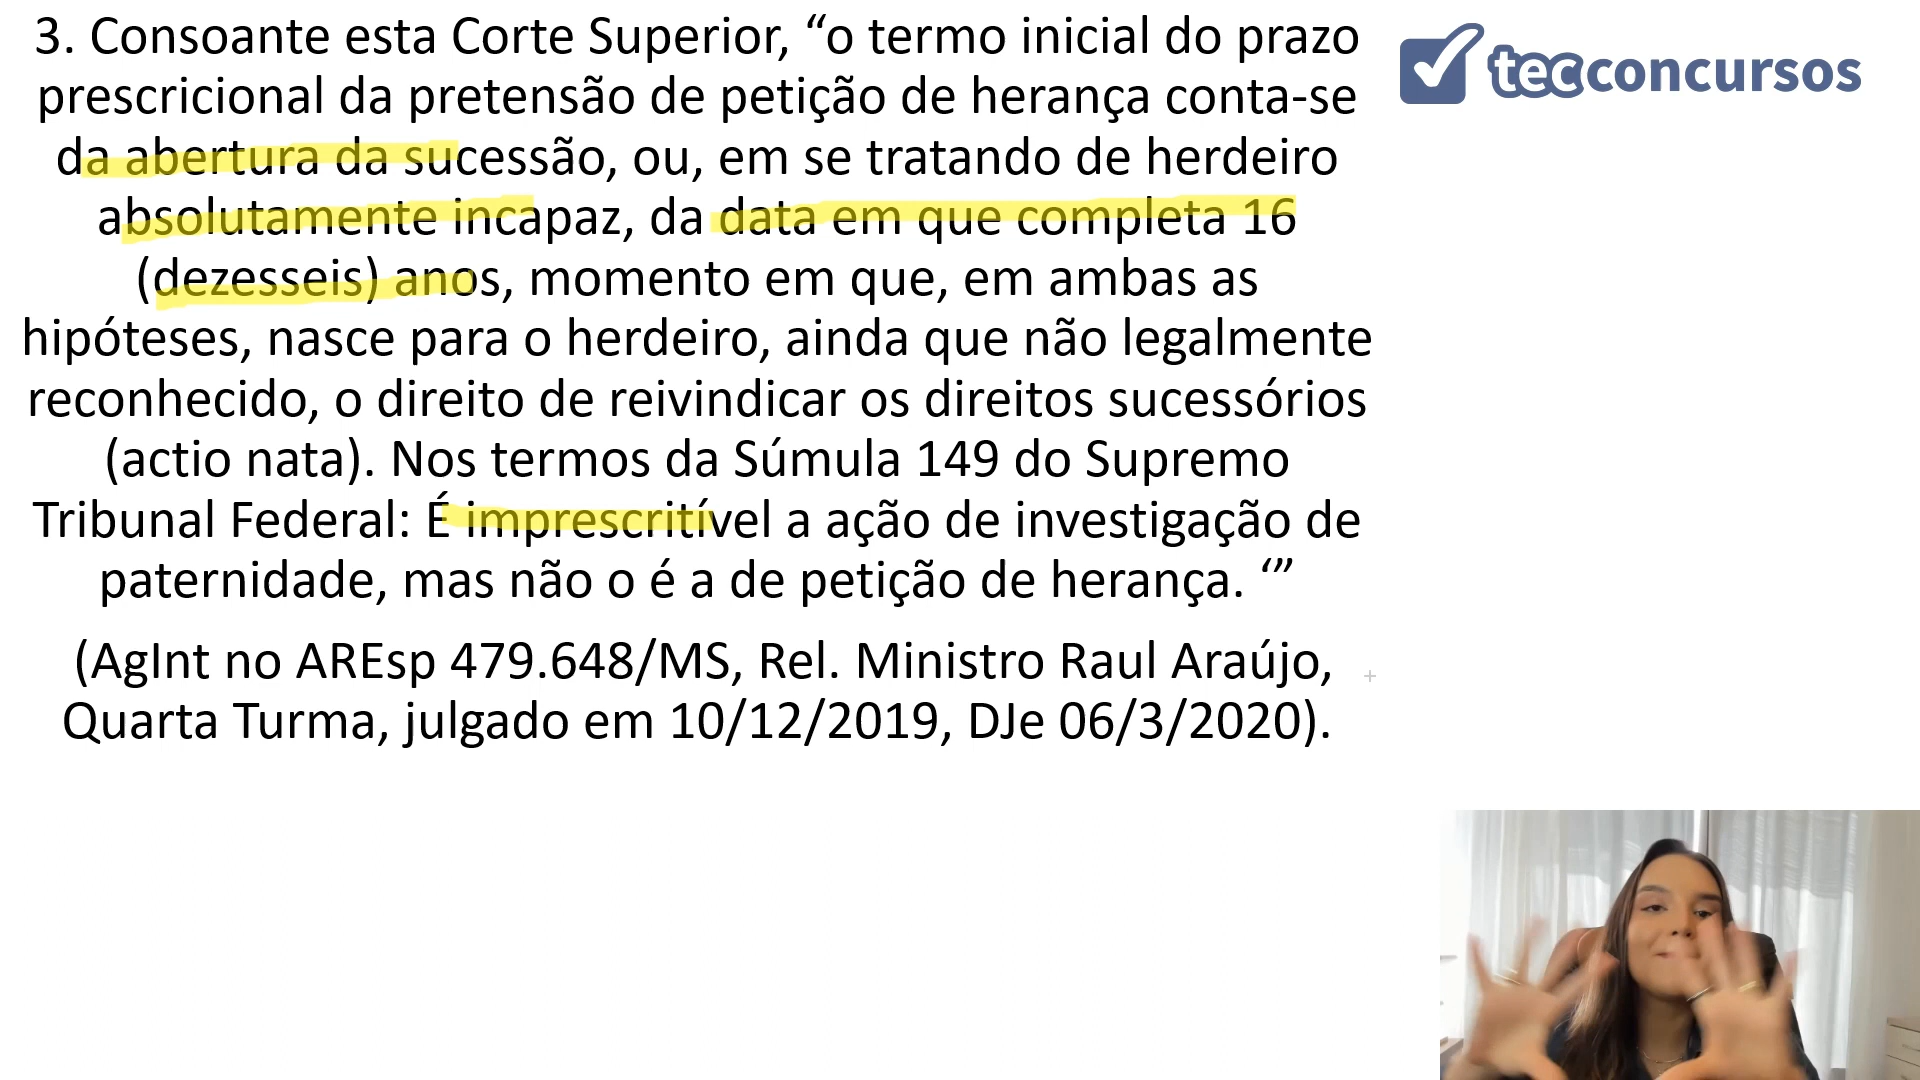 3. Consoante esta Corte Superior, “o termo inicial do prazo
prescricional da pretensão de petição de herança conta-se
da abertura da sucessão, ou, em se tratando de herdeiro
absolutamente incapaz, da data em que completa 16
(dezesseis) anos, momento em que, em ambas as
hipóteses, nasce para o herdeiro, ainda que não legalmente
reconhecido, o direito de reivindicar os direitos sucessórios
(actio nata). Nos termos da Súmula 149 do Supremo
Tribunal Federal: É imprescritível a ação de investigação de
paternidade, mas não o é a de petição de herança. ‘”
(AgInt no AREsp 479.648/MS, Rel. Ministro Raul Araújo,
Quarta Turma, julgado em 10/12/2019, DJe 06/3/2020).
tecconcursos